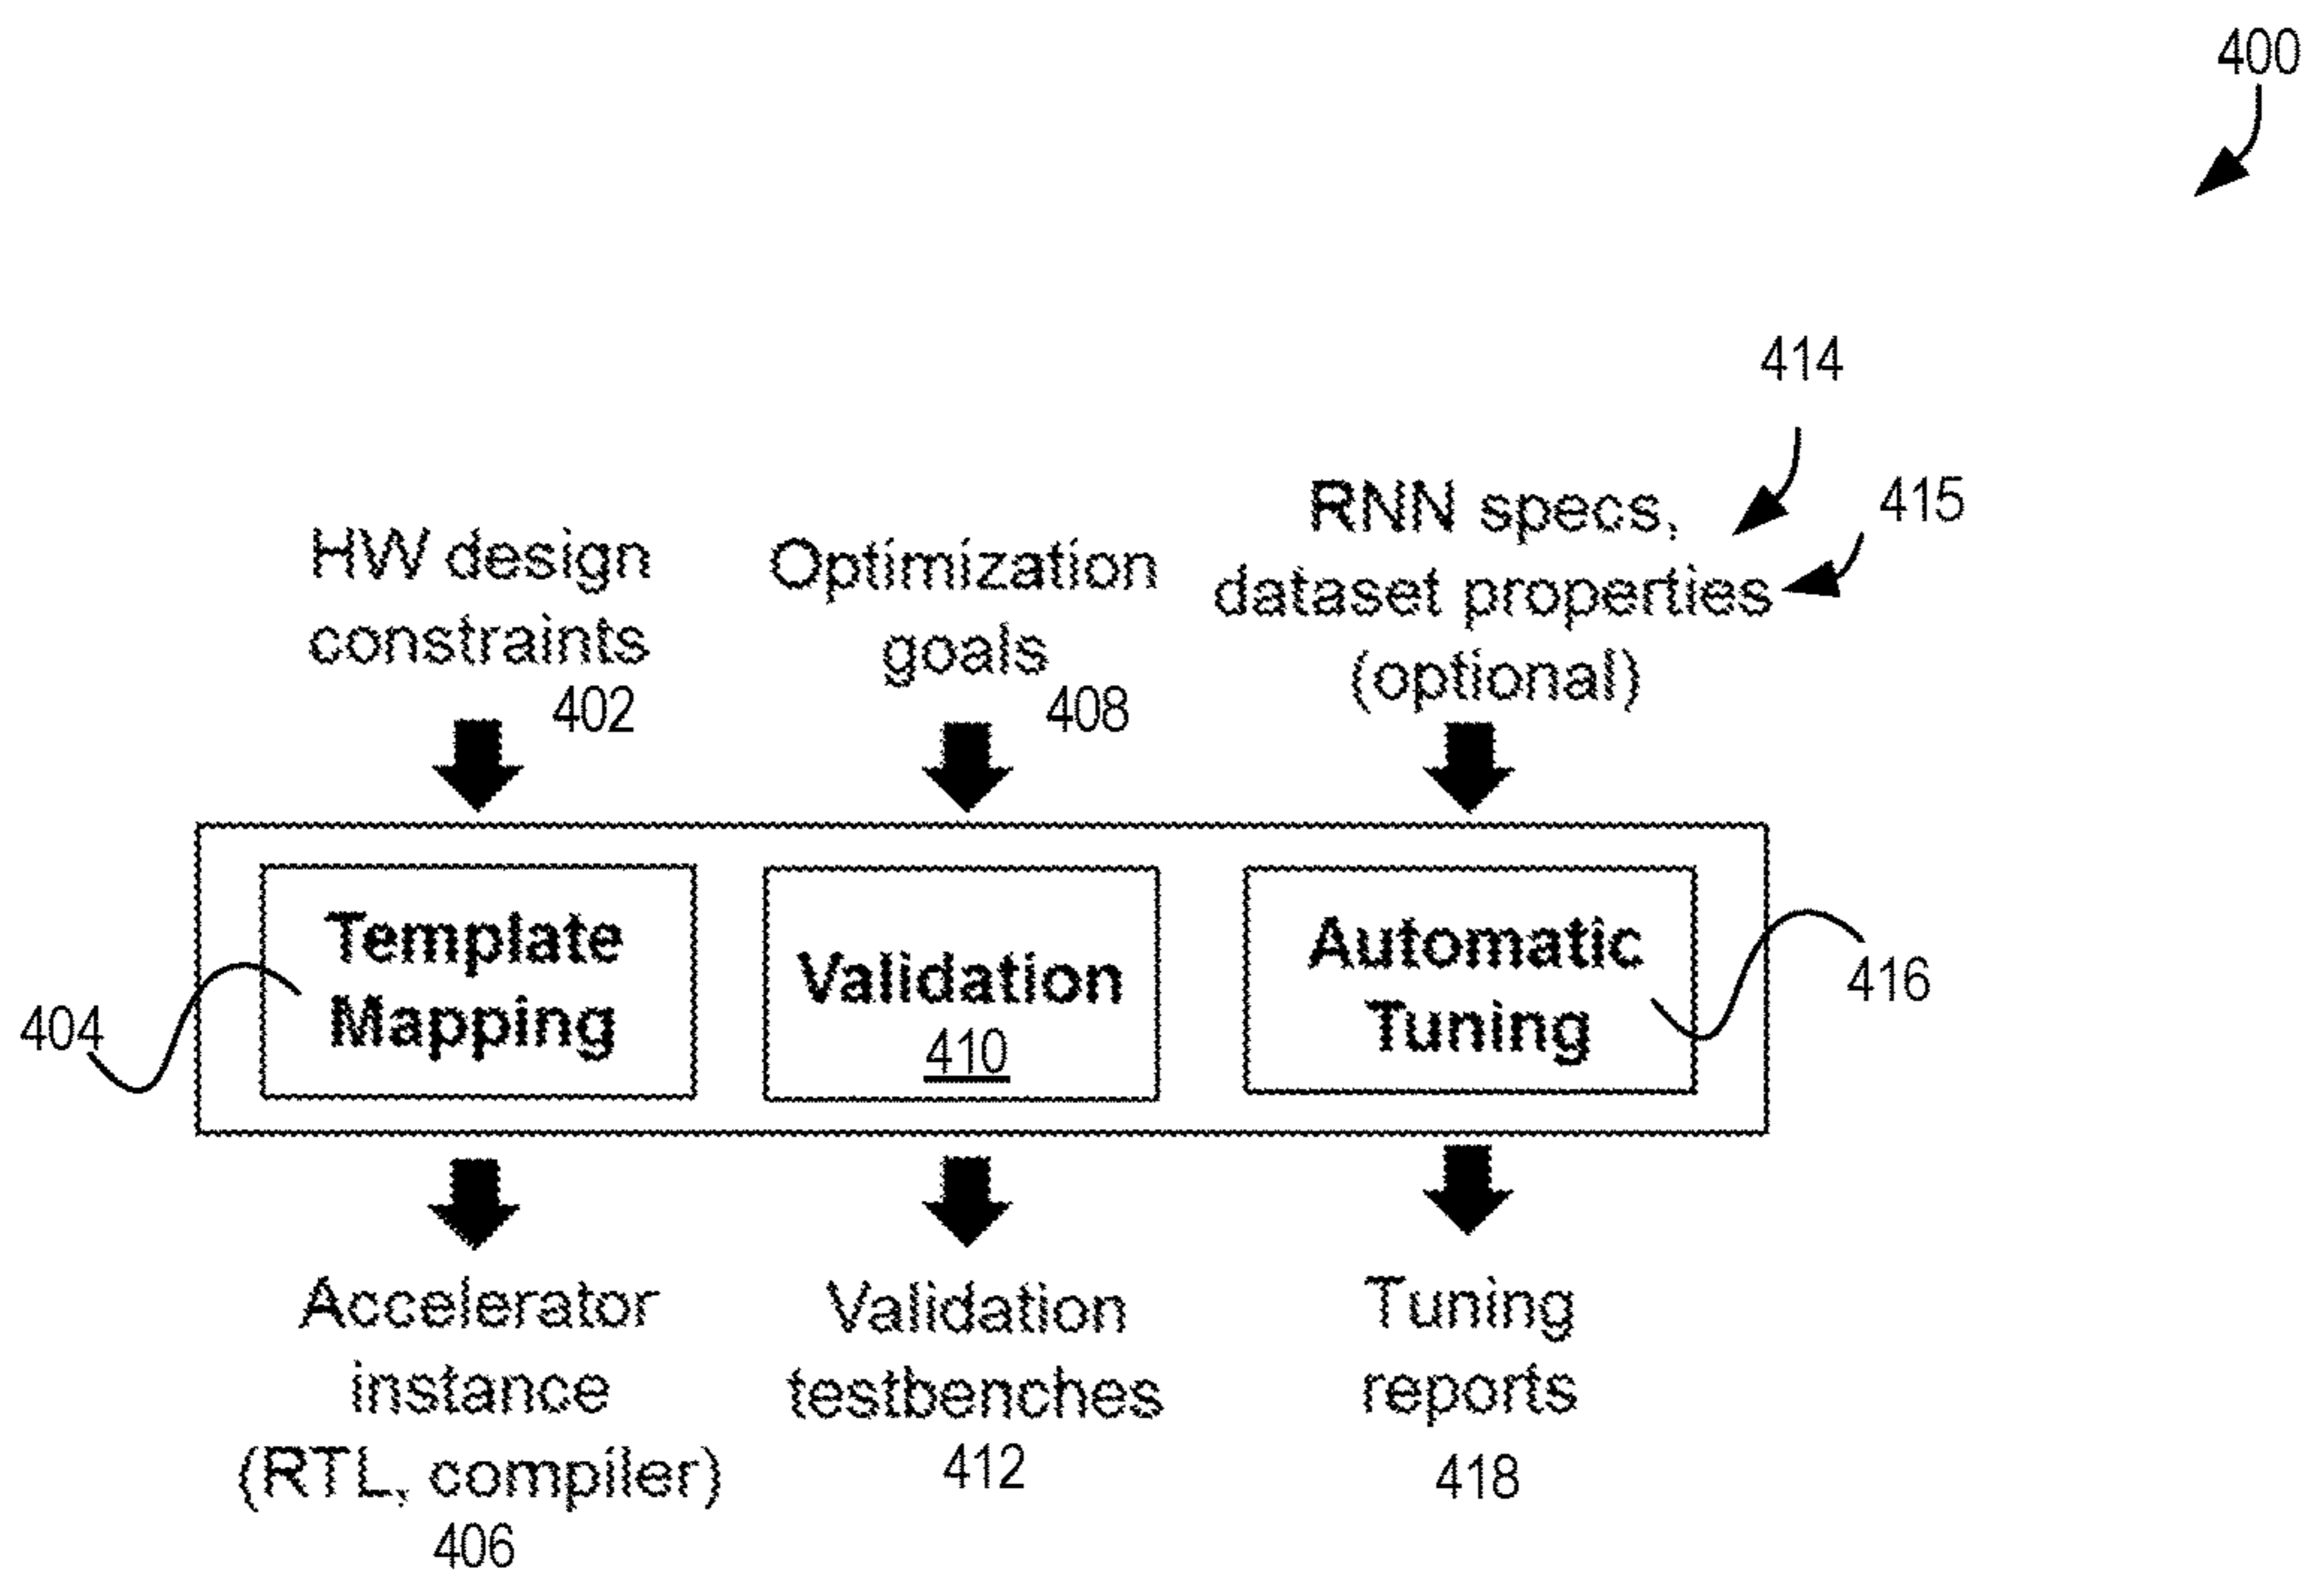 400
414
415
HW design
constraints
402
Optimization
goals
408
RNN specs,
dataset properties
(optional)
Template
Mapping
404
Validation
410
Automatic
Tuning
416
Accelerator
instance
(RTL, compiler)
406
Validation
testbenches
412
Tuning
reports
418